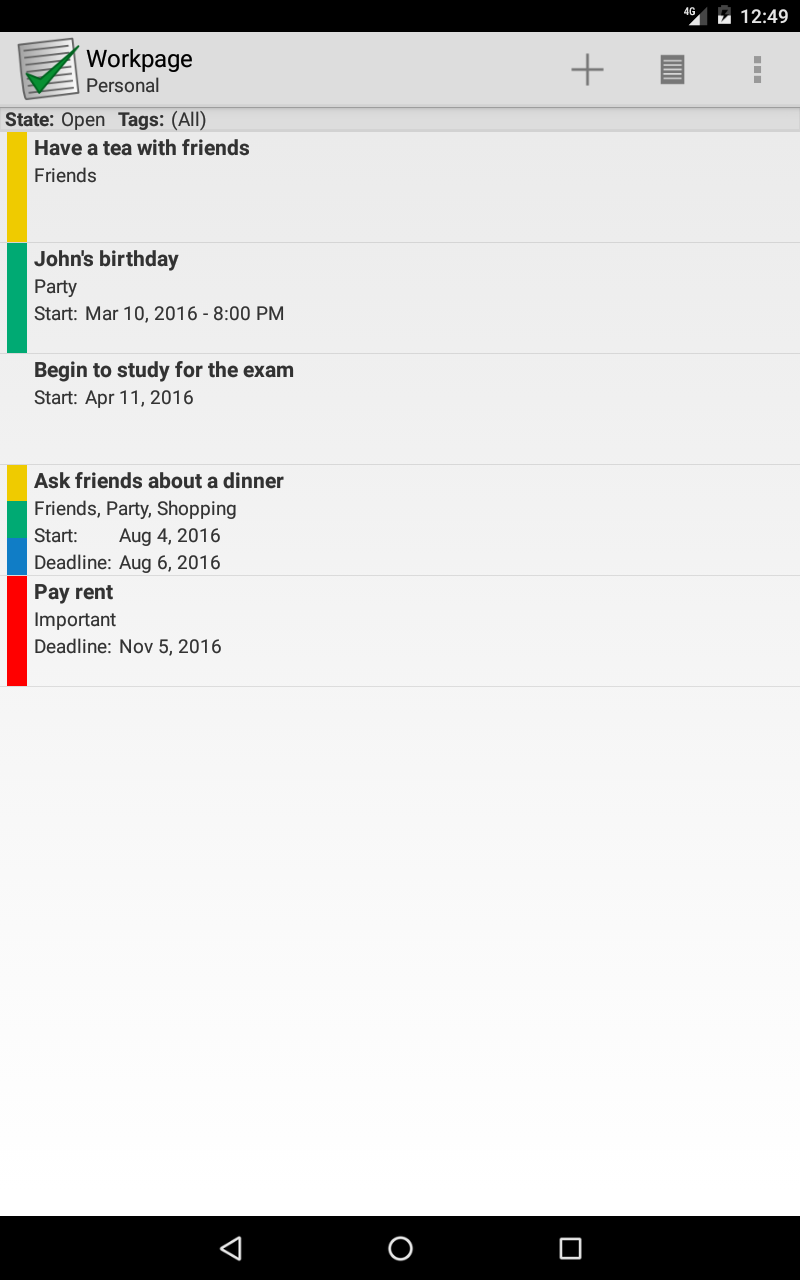 4G 12:49
Workpage
Personal
State: Open Tags: (All)
Have a tea with friends
Friends
John's birthday
Party
Start: Mar 10, 2016 - 8:00 PM
Begin to study for the exam
Start: Apr 11, 2016
Ask friends about a dinner
Friends, Party, Shopping
Start: Aug 4, 2016
Deadline: Aug 6, 2016
Pay rent
Important
Deadline: Nov 5, 2016